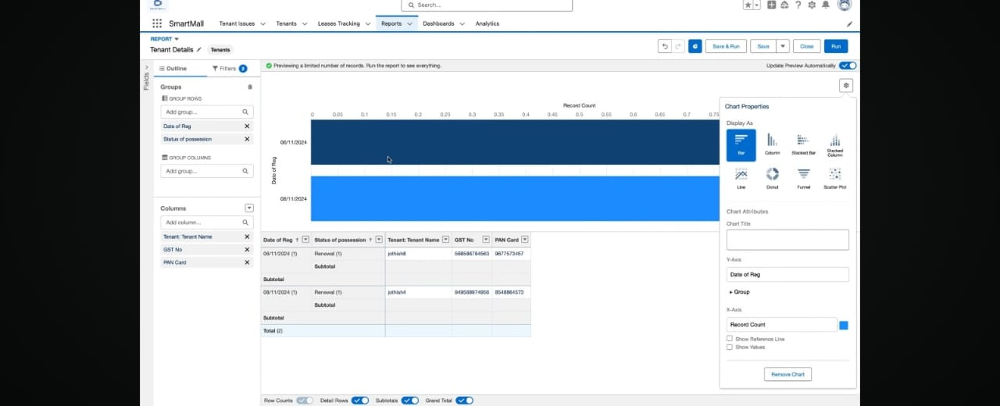 Search...
SmartMall
Tenant Issues
Tenants
Leases Tracking
Reports
Dashboards
Analytics
REPORT
Tenant Details
Tenants
Save & Run
Save
Close
Run
Fields
Outline
Filters
2
Previewing a limited number of records. Run the report to see everything.
Update Preview Automatically
Groups
GROUP ROWS
Add group...
Date of Reg
Status of possession
GROUP COLUMNS
Add group...
Columns
Add column...
Tenant: Tenant Name
GST No
PAN Card
Record Count
0 0.05 0.1 0.15 0.2 0.25 0.3 0.35 0.4 0.45 0.5 0.55 0.6 0.65 0.7 0.75
Date of Reg
06/11/2024
08/11/2024
Date of Reg ↑ Status of possession ↑ Tenant: Tenant Name GST No PAN Card
06/11/2024 (1) Renewal (1) jothish8 568586784563 9677573457
Subtotal
Subtotal
08/11/2024 (1) Renewal (1) jothish4 949568974956 8548864573
Subtotal
Subtotal
Total (2)
Chart Properties
Display As
Bar Column Stacked Bar Stacked Column
Line Donut Funnel Scatter Plot
Chart Attributes
Chart Title
Y-Axis
Date of Reg
+ Group
X-Axis
Record Count
Show Reference Line
Show Values
Remove Chart
Row Counts Detail Rows Subtotals Grand Total